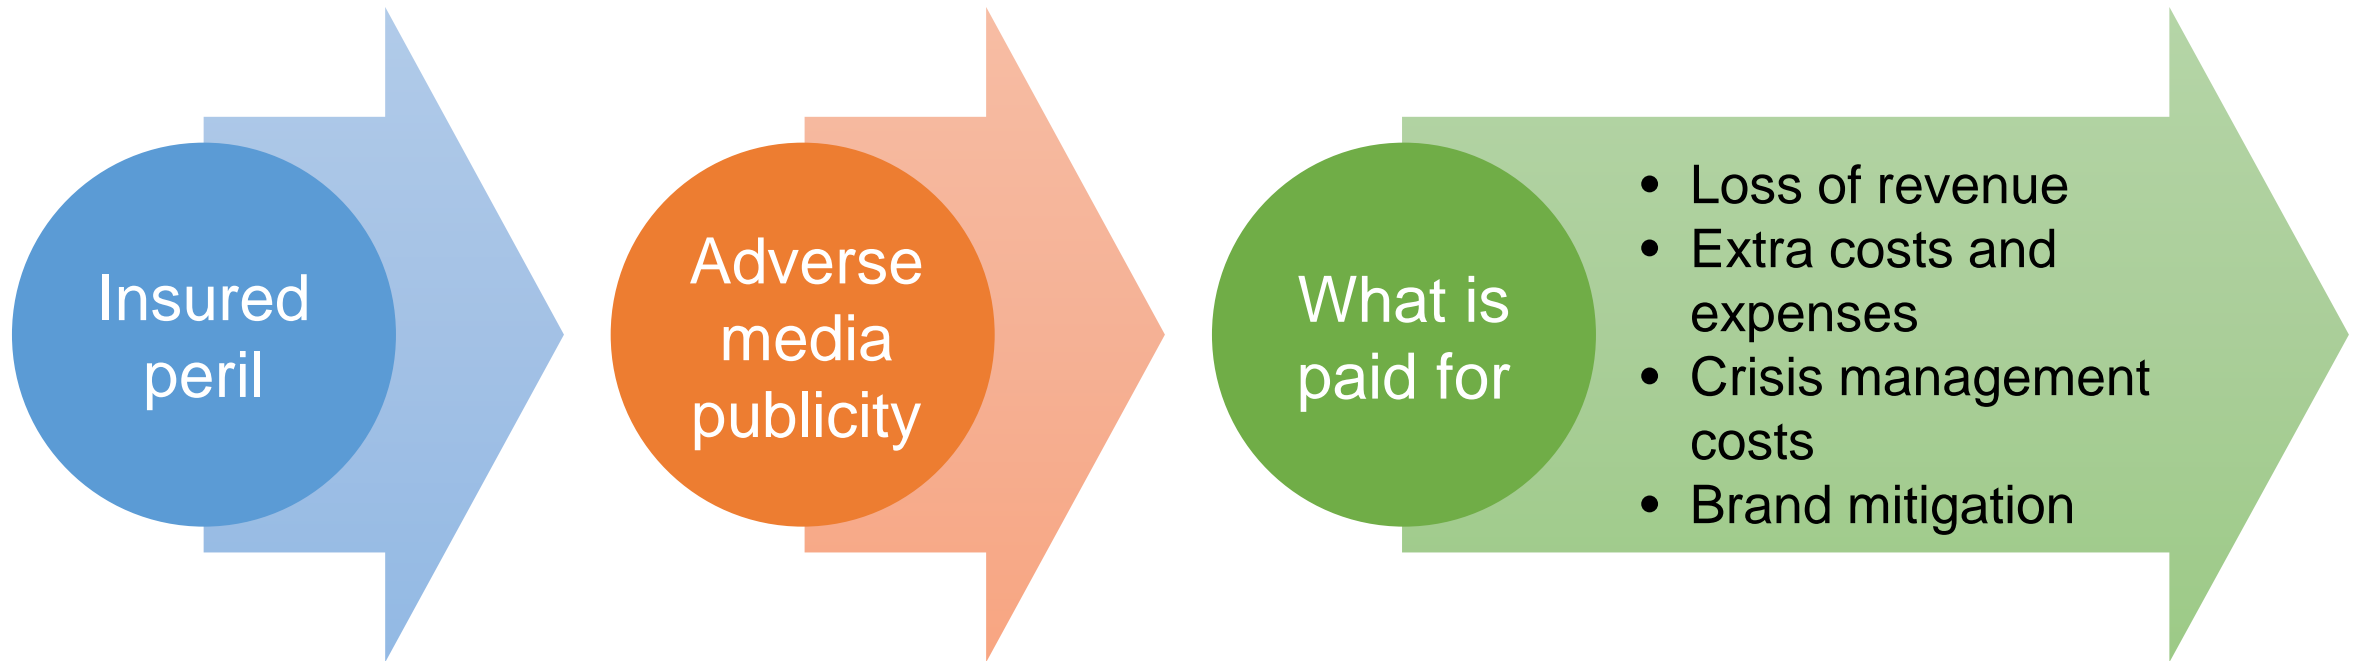 Insured
peril
Adverse
media
publicity
What is
paid for
• Loss of revenue
• Extra costs and
expenses
• Crisis management
costs
• Brand mitigation